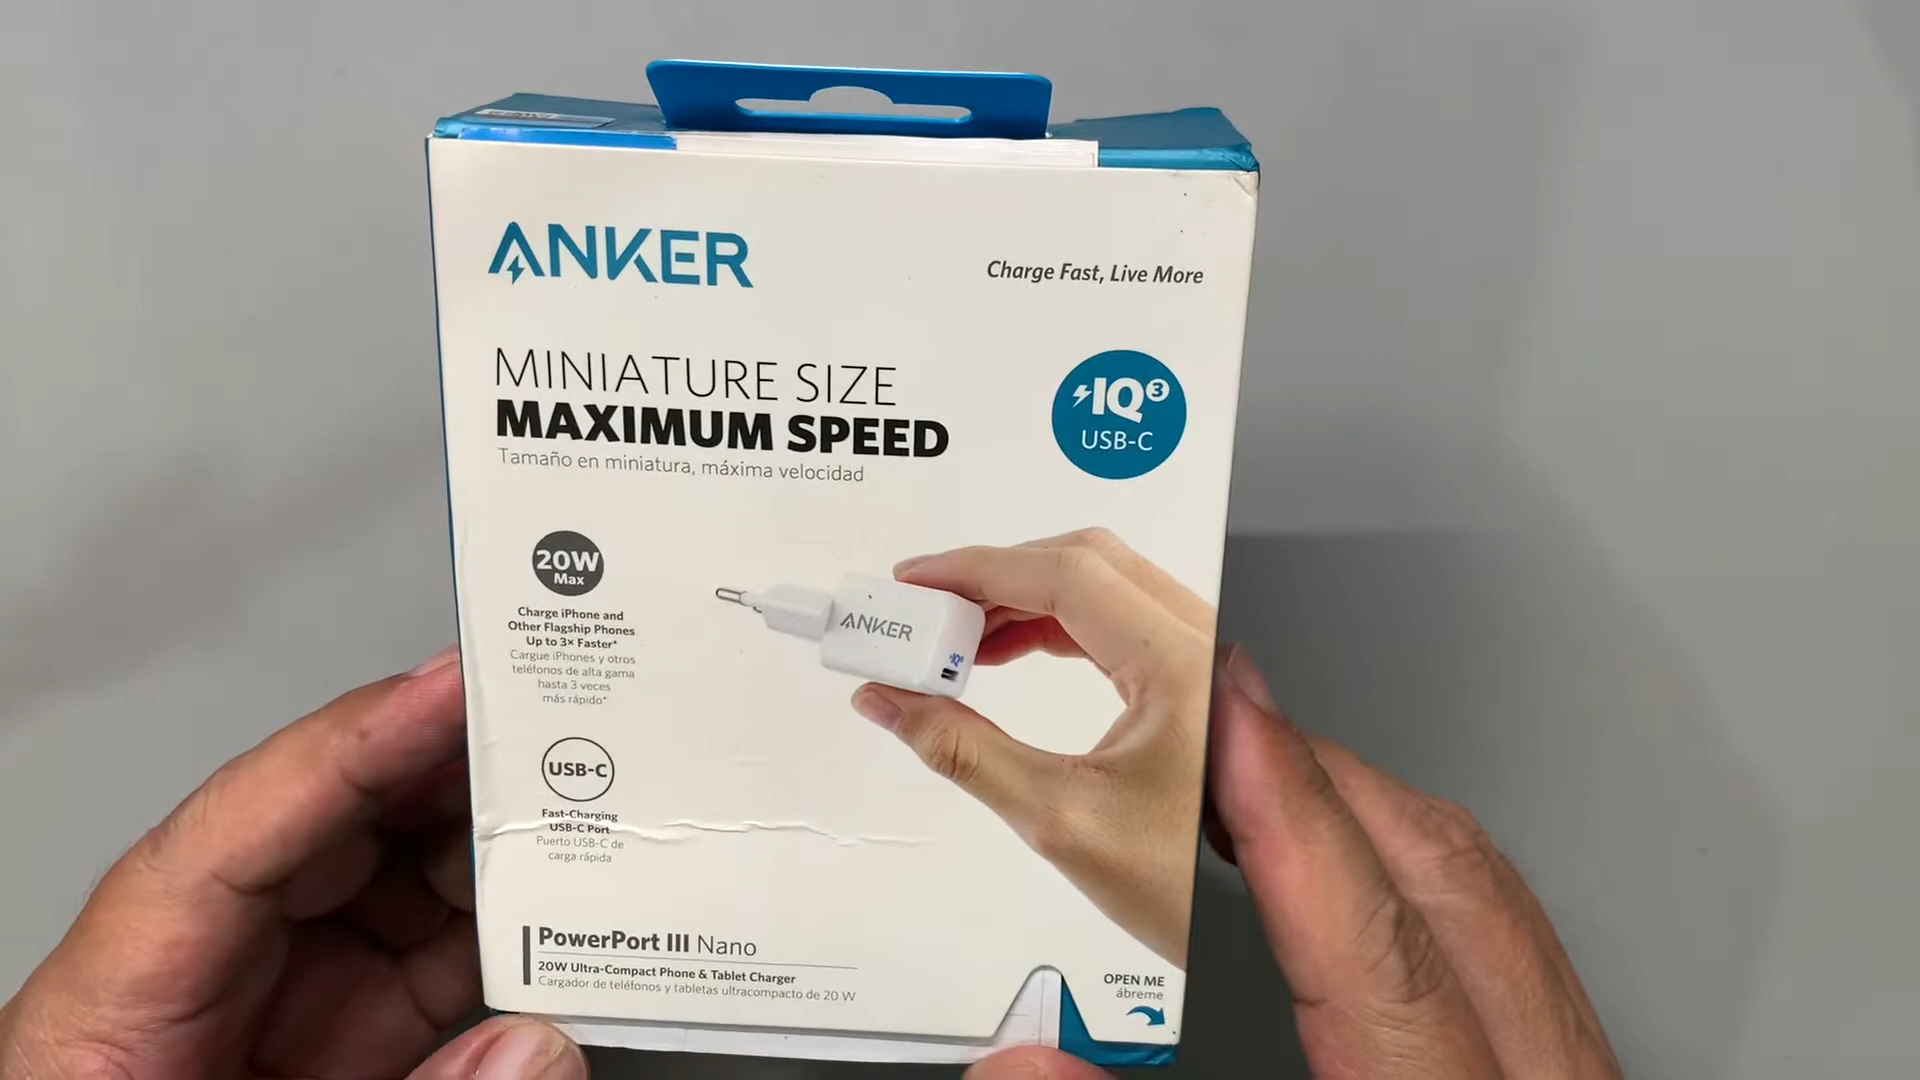 ANKER
Charge Fast, Live More
MINIATURE SIZE
MAXIMUM SPEED
Tamaño en miniatura, máxima velocidad
IQ3
USB-C
20W
Max
Charge iPhone and
Other Flagship Phones
Up to 3× Faster*
Cargue iPhones y otros
teléfonos de alta gama
hasta 3 veces
más rápido*
ANKER
IQ3
USB-C
Fast-Charging
USB-C Port
Puerto USB-C de
carga rápida
PowerPort III Nano
20W Ultra-Compact Phone & Tablet Charger
Cargador de teléfonos y tabletas ultracompacto de 20 W
OPEN ME
ábreme